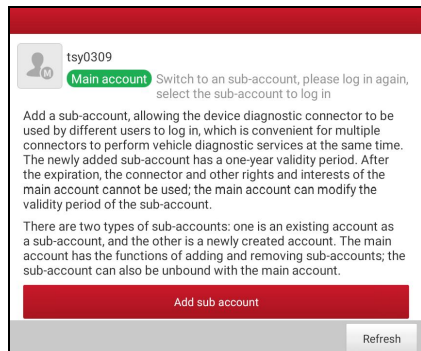 tsy0309
Main account Switch to an sub-account, please log in again,
select the sub-account to log in
Add a sub-account, allowing the device diagnostic connector to be
used by different users to log in, which is convenient for multiple
connectors to perform vehicle diagnostic services at the same time.
The newly added sub-account has a one-year validity period. After
the expiration, the connector and other rights and interests of the
main account cannot be used; the main account can modify the
validity period of the sub-account.
There are two types of sub-accounts: one is an existing account as
a sub-account, and the other is a newly created account. The main
account has the functions of adding and removing sub-accounts; the
sub-account can also be unbound with the main account.
Add sub account
Refresh